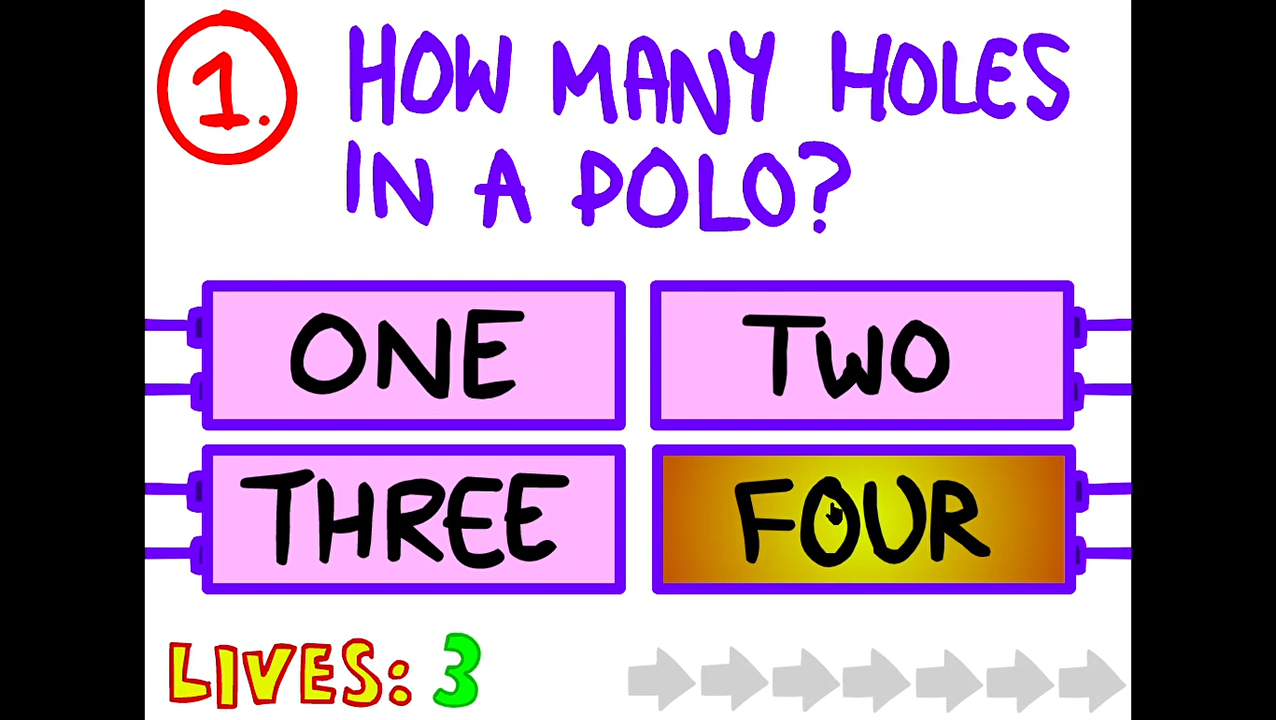 1.
HOW MANY HOLES
IN A POLO?
ONE
TWO
THREE
FOUR
LIVES: 3